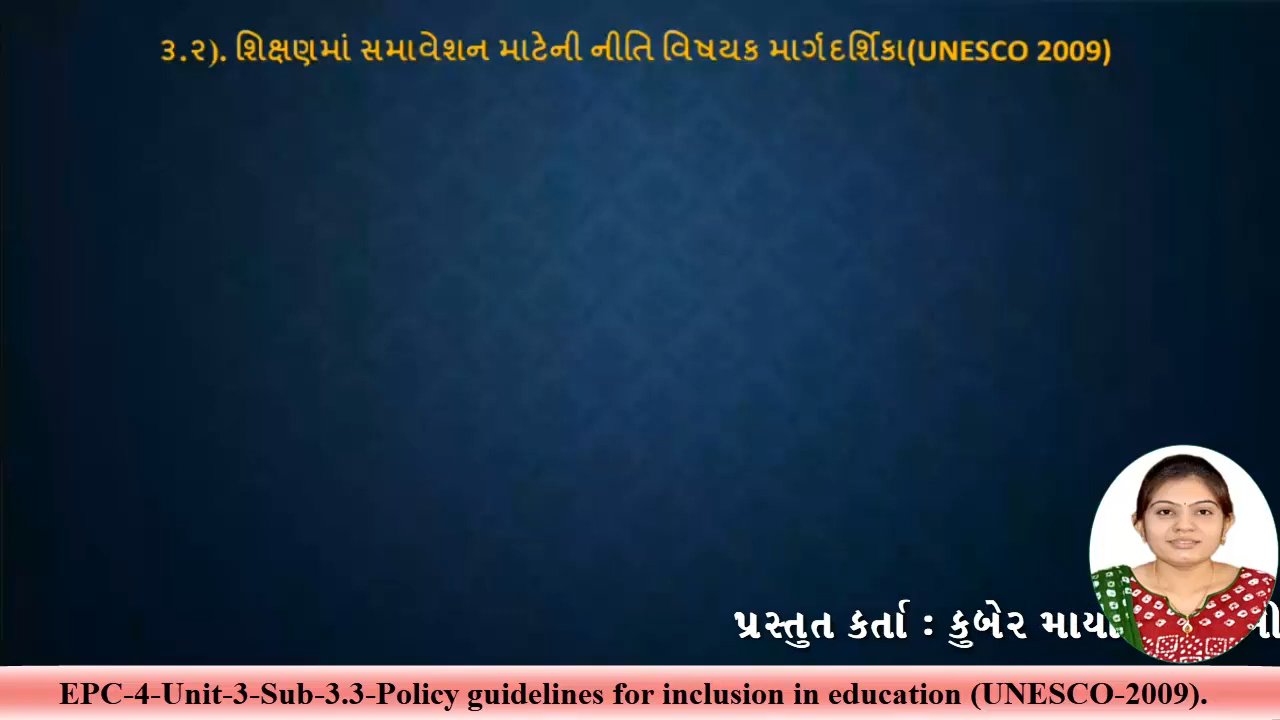 ૩.૨). શિક્ષણમાં સમાવેશન માટેની નીતિ વિષયક માર્ગદર્શિકા(UNESCO 2009)
પ્રસ્તુત કર્તા : કુબેર
EPC-4-Unit-3-Sub-3.3-Policy guidelines for inclusion in education (UNESCO-2009).